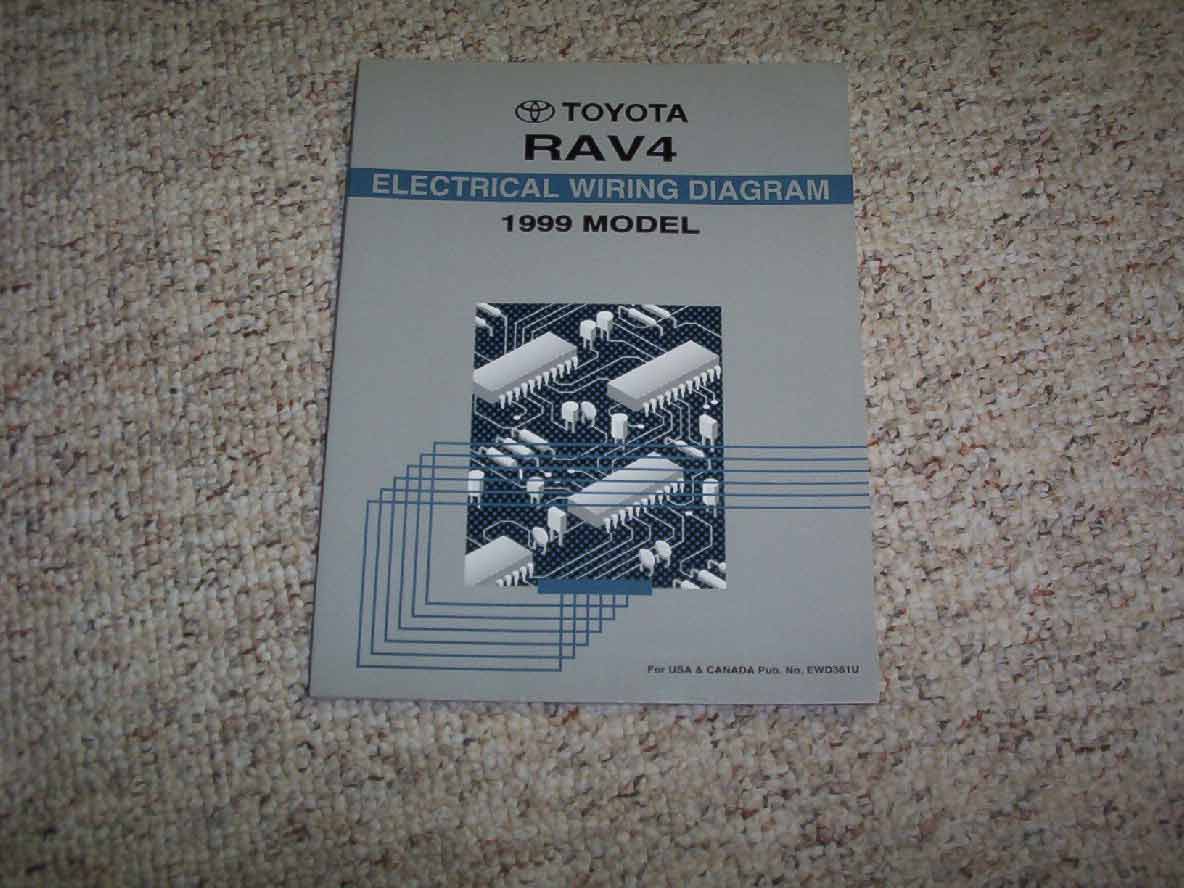 TOYOTA
RAV4
ELECTRICAL WIRING DIAGRAM
1999 MODEL
For USA & CANADA Pub. No. EWD361U